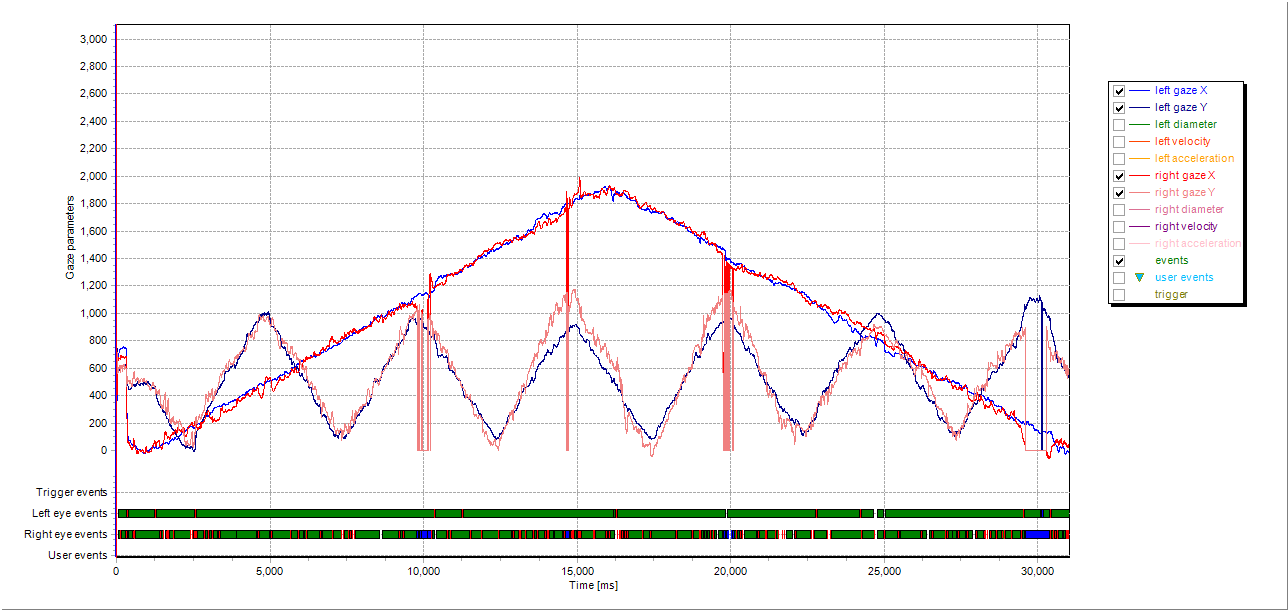 3,000
2,800
2,600
2,400
2,200
2,000
1,800
1,600
1,400
1,200
1,000
800
600
400
200
0
Gaze parameters
Trigger events
Left eye events
Right eye events
User events
0
5,000
10,000
15,000
20,000
25,000
30,000
Time [ms]
left gaze X
left gaze Y
left diameter
left velocity
left acceleration
right gaze X
right gaze Y
right diameter
right velocity
right acceleration
events
user events
trigger